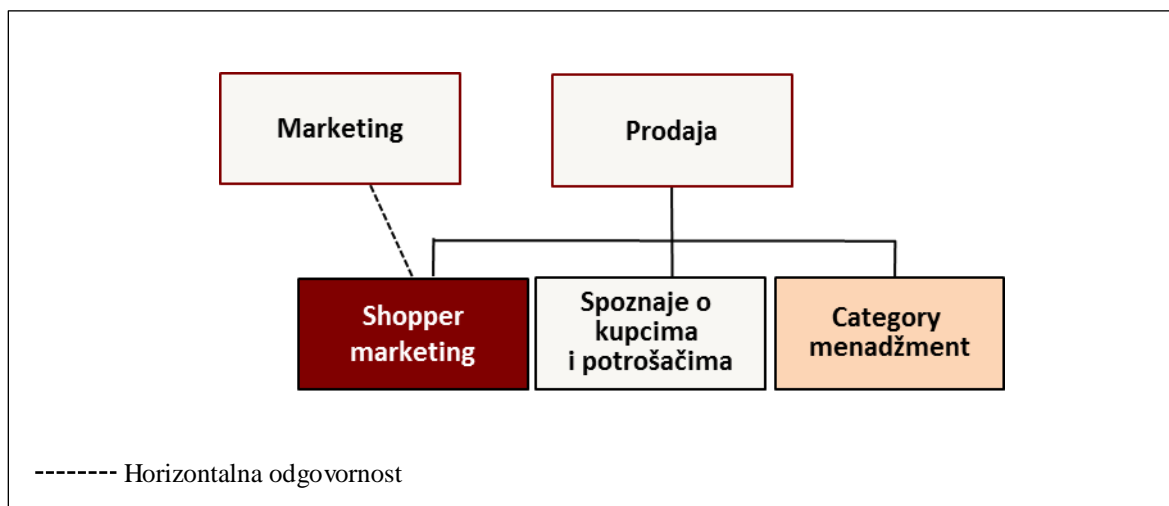 Marketing
Prodaja
Shopper
marketing
Spoznaje o
kupcima
i potrošačima
Category
menadžment
Horizontalna odgovornost